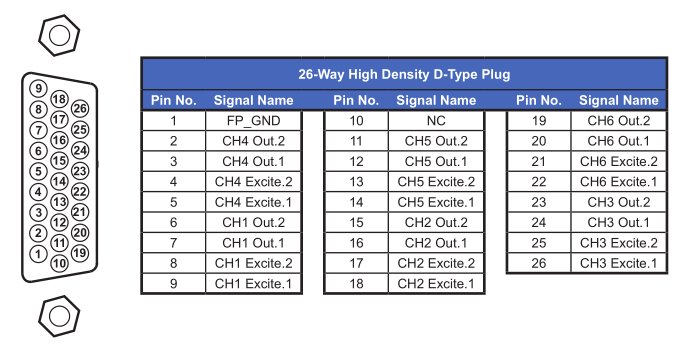 26-Way High Density D-Type Plug
Pin No. Signal Name Pin No. Signal Name Pin No. Signal Name
1 FP_GND 10 NC 19 CH6 Out.2
2 CH4 Out.2 11 CH5 Out.2 20 CH6 Out.1
3 CH4 Out.1 12 CH5 Out.1 21 CH6 Excite.2
4 CH4 Excite.2 13 CH5 Excite.2 22 CH6 Excite.1
5 CH4 Excite.1 14 CH5 Excite.1 23 CH3 Out.2
6 CH1 Out.2 15 CH2 Out.2 24 CH3 Out.1
7 CH1 Out.1 16 CH2 Out.1 25 CH3 Excite.2
8 CH1 Excite.2 17 CH2 Excite.2 26 CH3 Excite.1
9 CH1 Excite.1 18 CH2 Excite.1
9
18
8 26
17
7 25
16
6 24
15
5 23
14
4 22
13
3 21
12
2 20
11
1 19
10